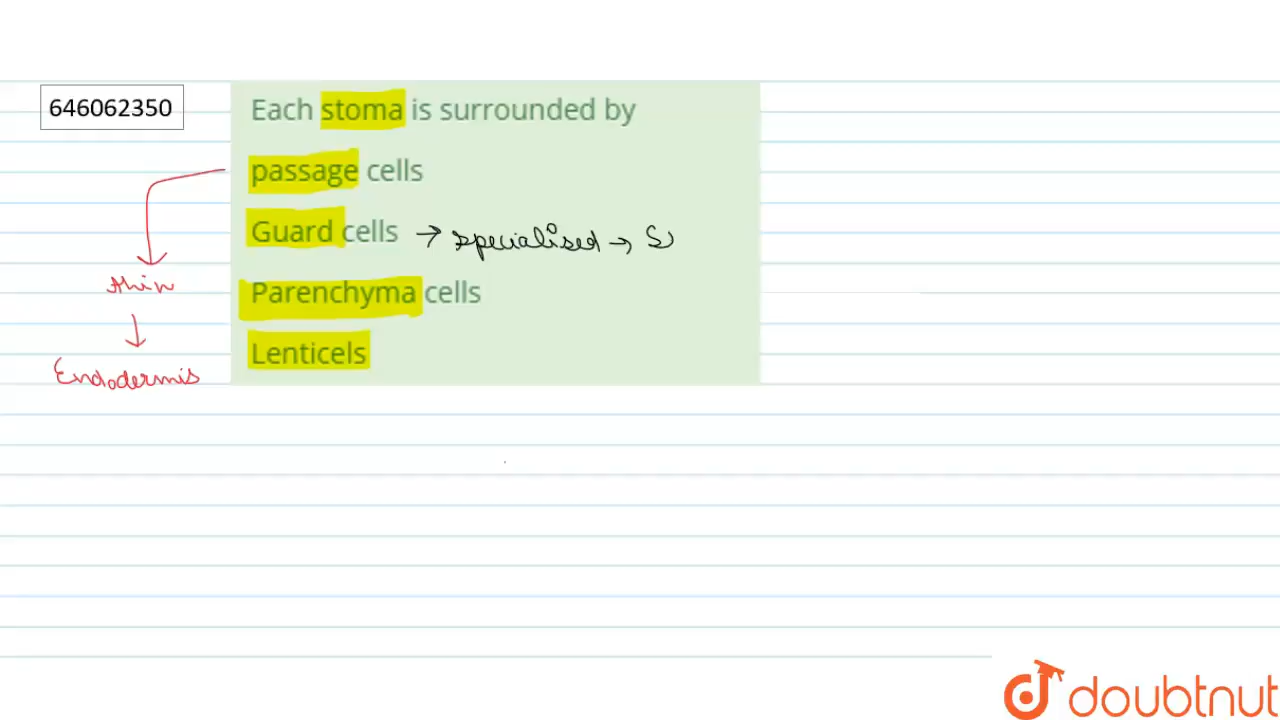 646062350
Each stoma is surrounded by
passage cells
Guard cells → specialised → S
Parenchyma cells
Lenticels
thin
↓
Endodermis
doubtnut